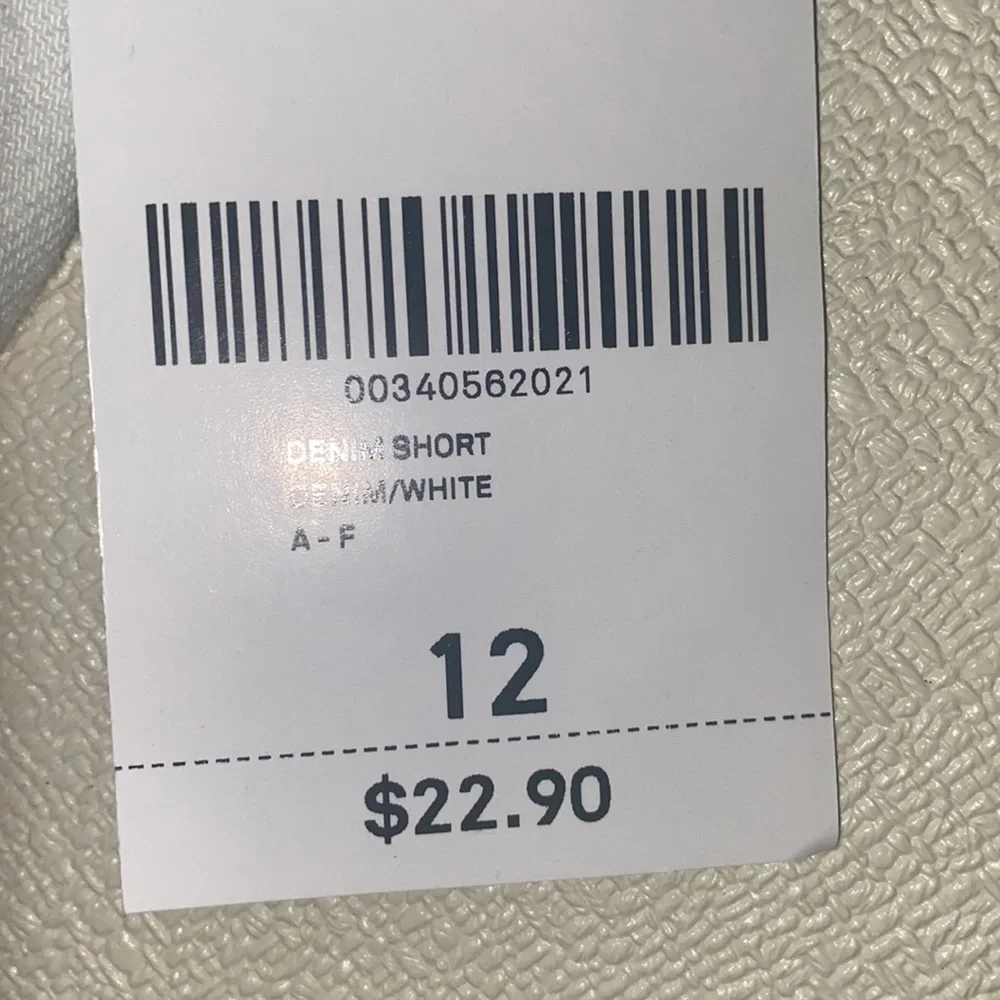 00340562021
DENIM SHORT
DENIM/WHITE
A-F
12
$22.90